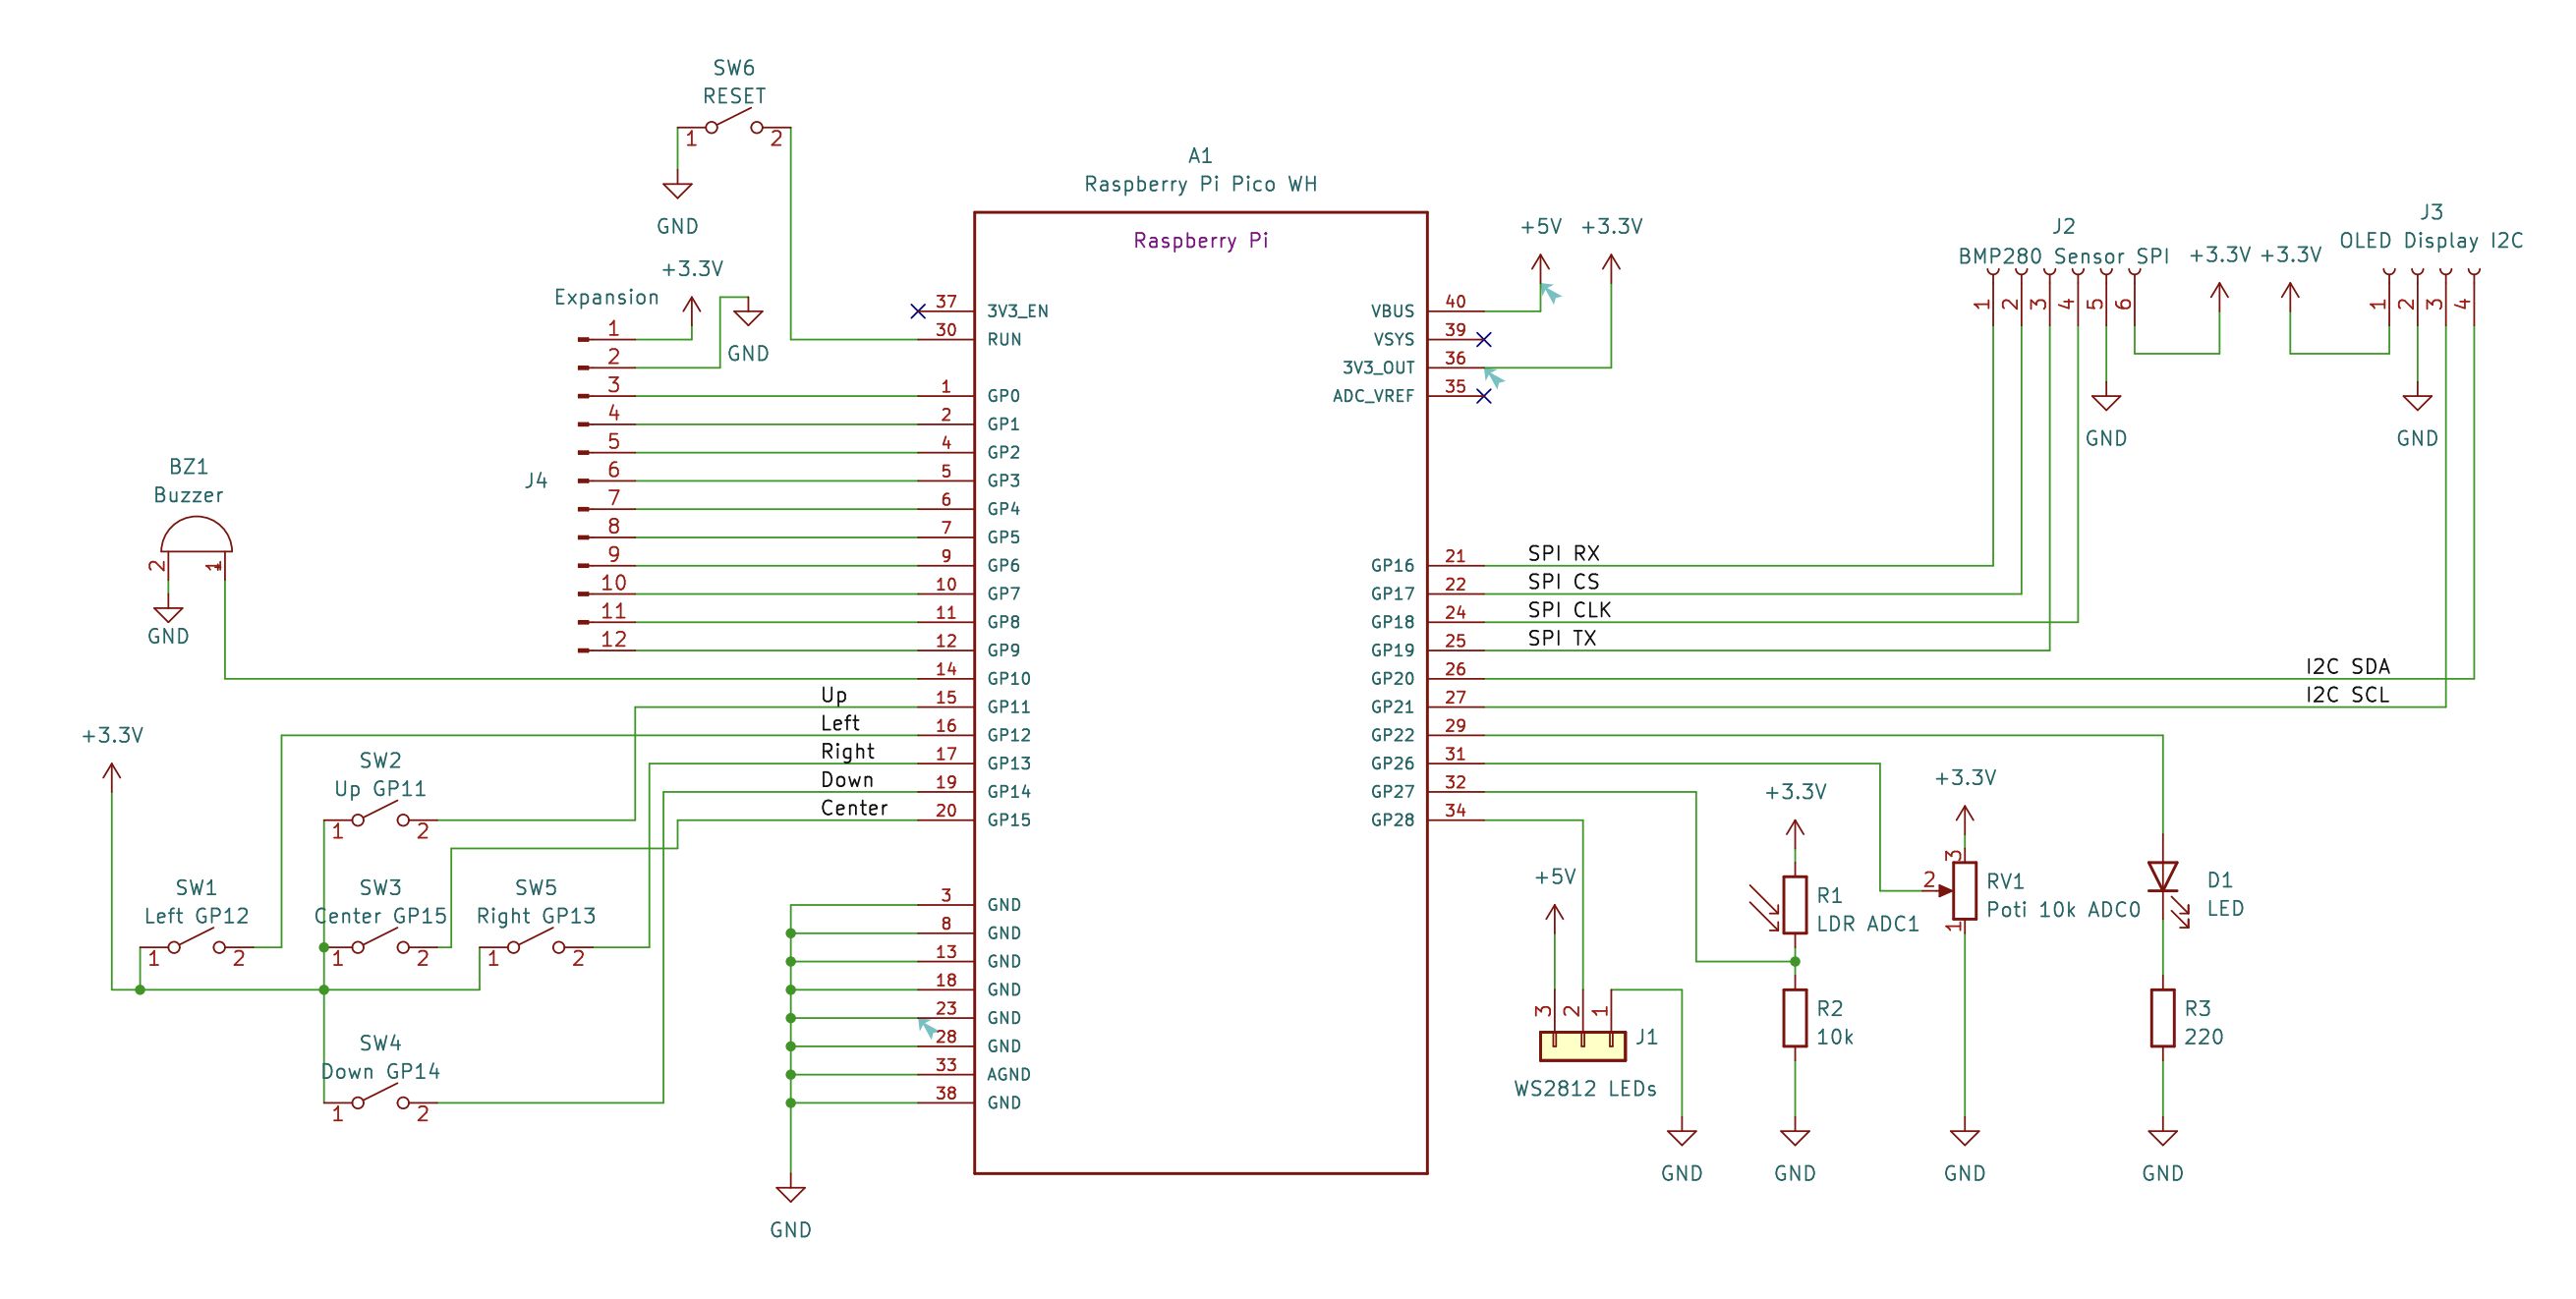 SW6
RESET
1 2
GND
A1
Raspberry Pi Pico WH
Raspberry Pi
+3.3V
Expansion
GND
J4
1
2
3
4
5
6
7
8
9
10
11
12
37 3V3_EN
30 RUN
1 GP0
2 GP1
4 GP2
5 GP3
6 GP4
7 GP5
9 GP6
10 GP7
11 GP8
12 GP9
14 GP10
Up 15 GP11
Left 16 GP12
Right 17 GP13
Down 19 GP14
Center 20 GP15
3 GND
8 GND
13 GND
18 GND
23 GND
28 GND
33 AGND
38 GND
GND
BZ1
Buzzer
2 1
+
GND
+3.3V
SW2
Up GP11
1 2
SW1
Left GP12
1 2
SW3
Center GP15
1 2
SW5
Right GP13
1 2
SW4
Down GP14
1 2
+5V +3.3V
VBUS 40
VSYS 39
3V3_OUT 36
ADC_VREF 35
GP16 21 SPI RX
GP17 22 SPI CS
GP18 24 SPI CLK
GP19 25 SPI TX
GP20 26 I2C SDA
GP21 27 I2C SCL
GP22 29
GP26 31
GP27 32
GP28 34
J2
BMP280 Sensor SPI
1 2 3 4 5 6
+3.3V
GND
J3
OLED Display I2C
+3.3V
1 2 3 4
GND
+5V
3 2 1
J1
WS2812 LEDs
GND
+3.3V
R1
LDR ADC1
R2
10k
GND
+3.3V
3
2
1
RV1
Poti 10k ADC0
GND
D1
LED
R3
220
GND